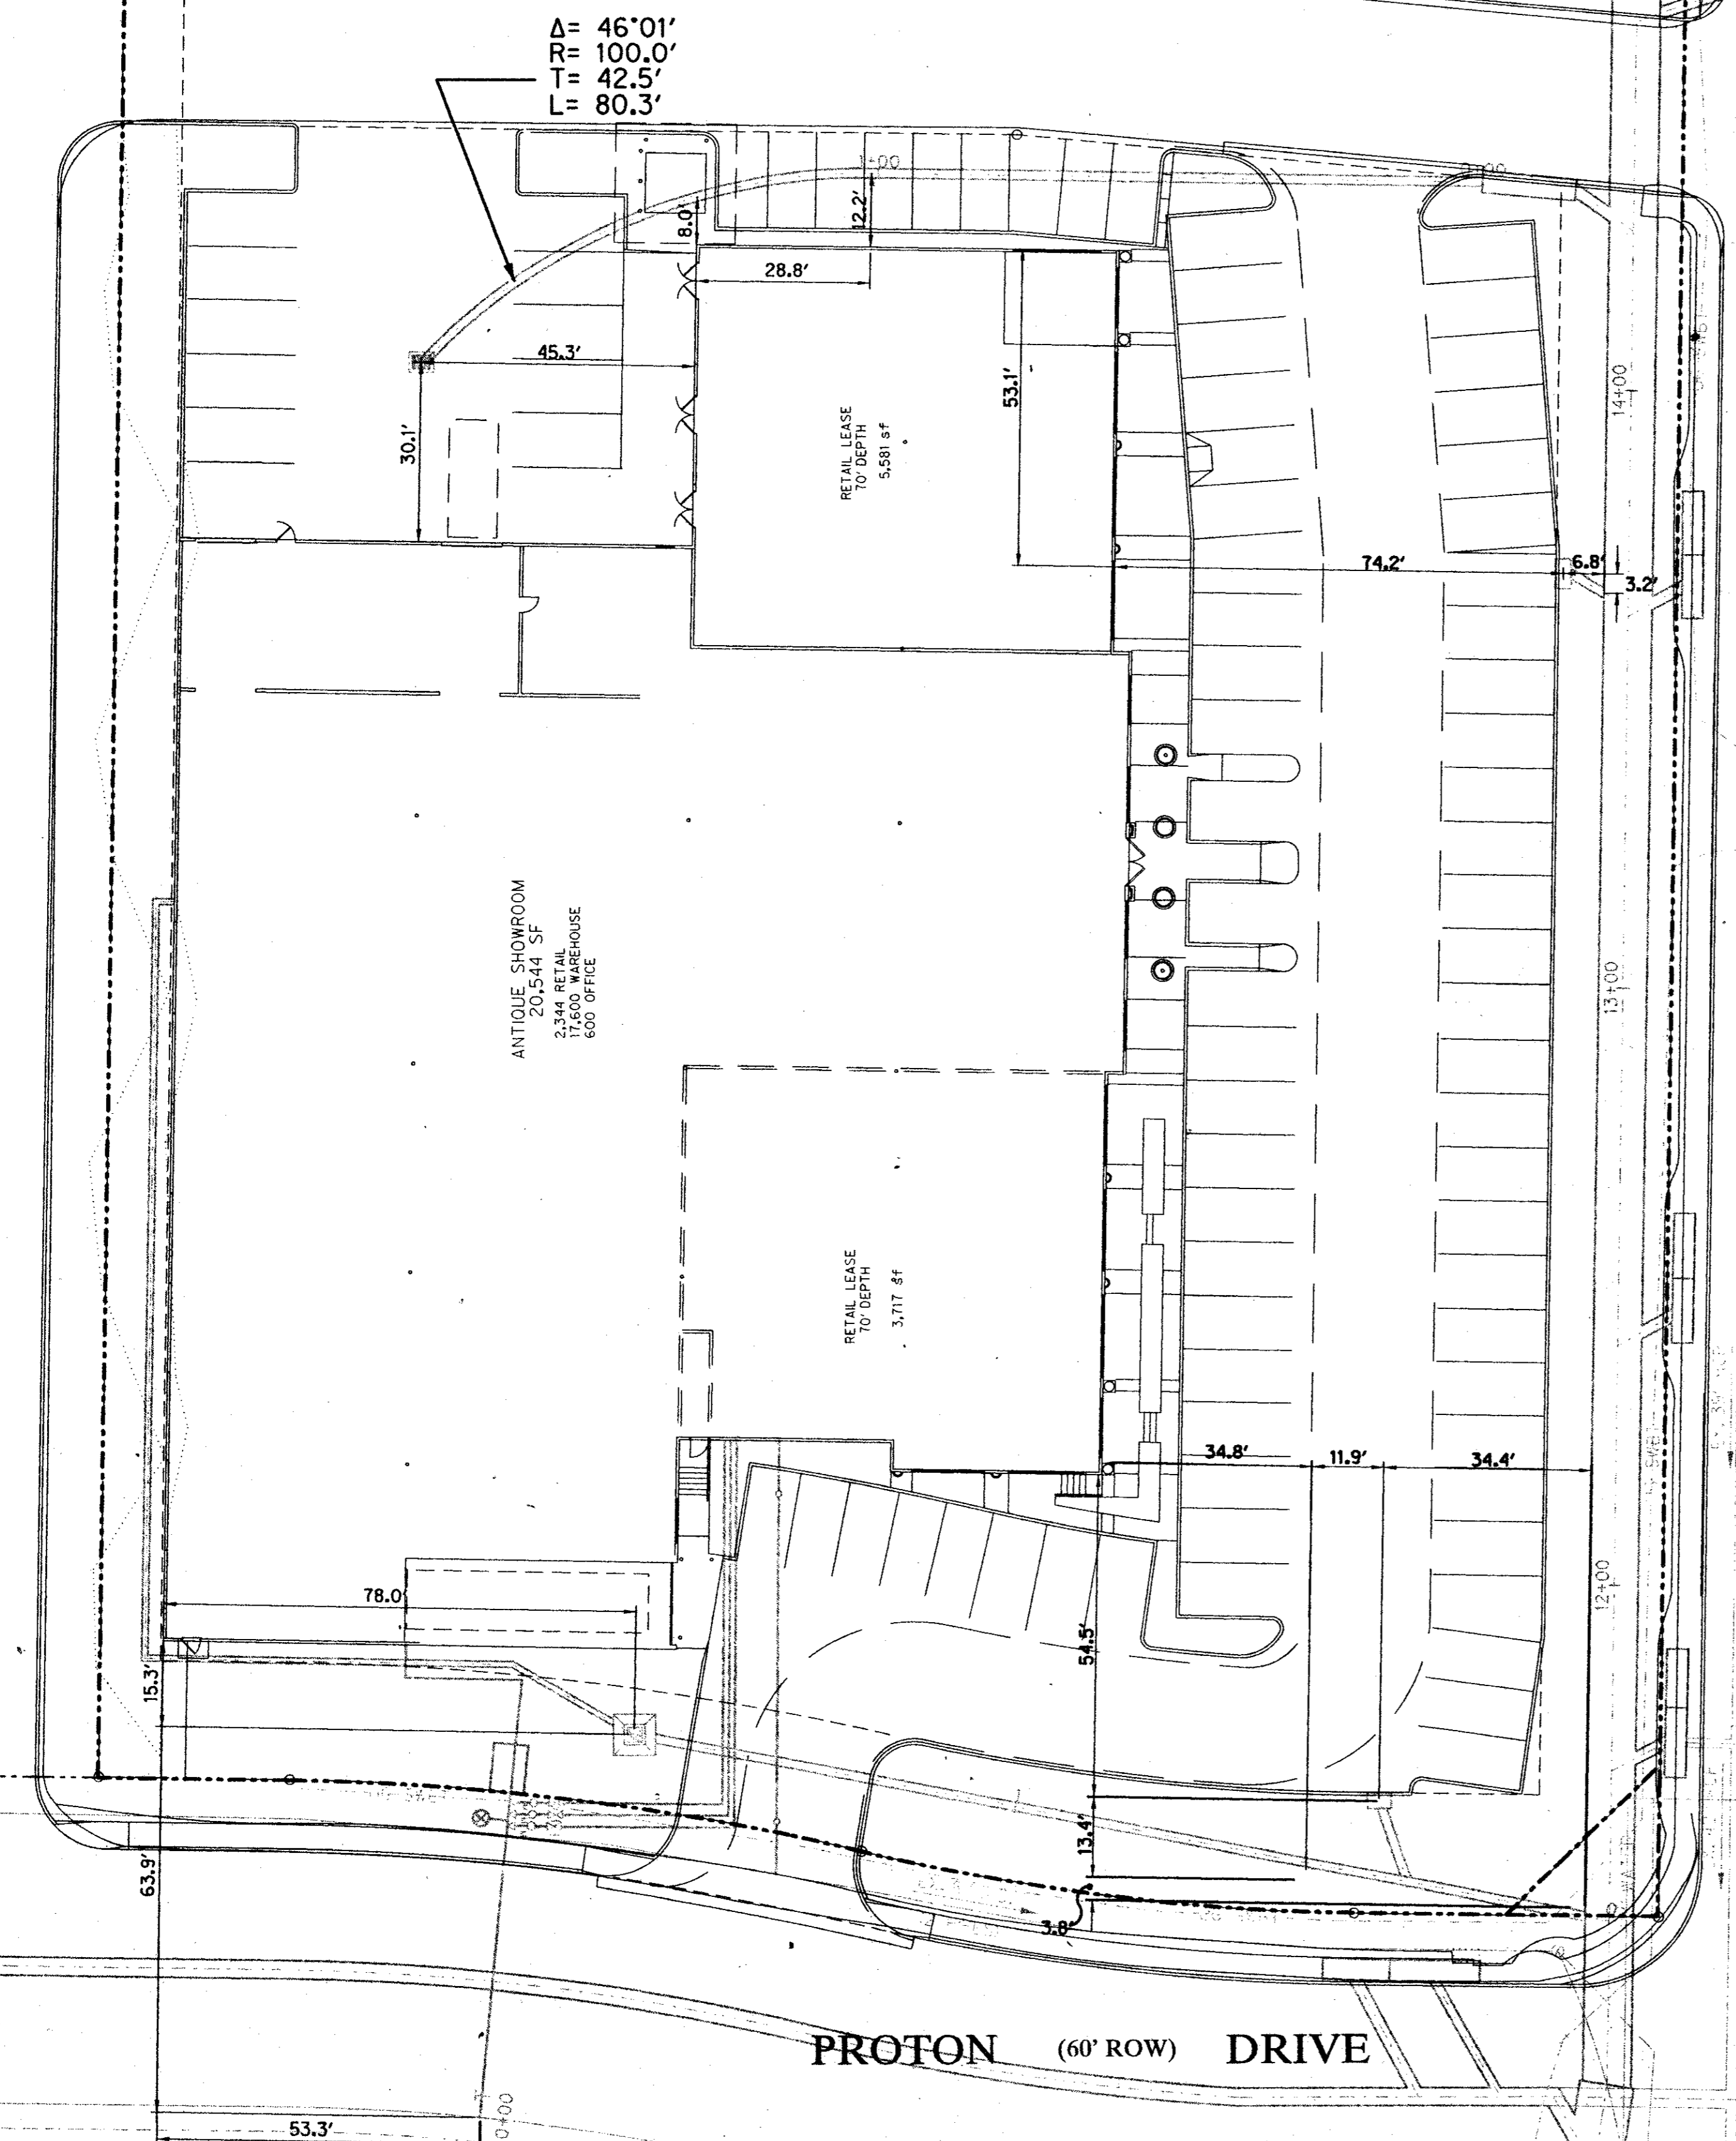 Δ= 46°01'
R= 100.0'
T= 42.5'
L= 80.3'
1+00
8.0'
12.2'
28.8'
45.3'
30.1'
53.1'
RETAIL LEASE
70' DEPTH
5,581 sf
14+00
74.2'
6.8'
3.2'
ANTIQUE SHOWROOM
20,544 SF
2,344 RETAIL
17,600 WAREHOUSE
600 OFFICE
13+00
RETAIL LEASE
70' DEPTH
3,717 sf
34.8'
11.9'
34.4'
12+00
78.0'
54.5'
15.3'
13.4'
63.9'
3.8'
PROTON (60' ROW) DRIVE
0+00
53.3'